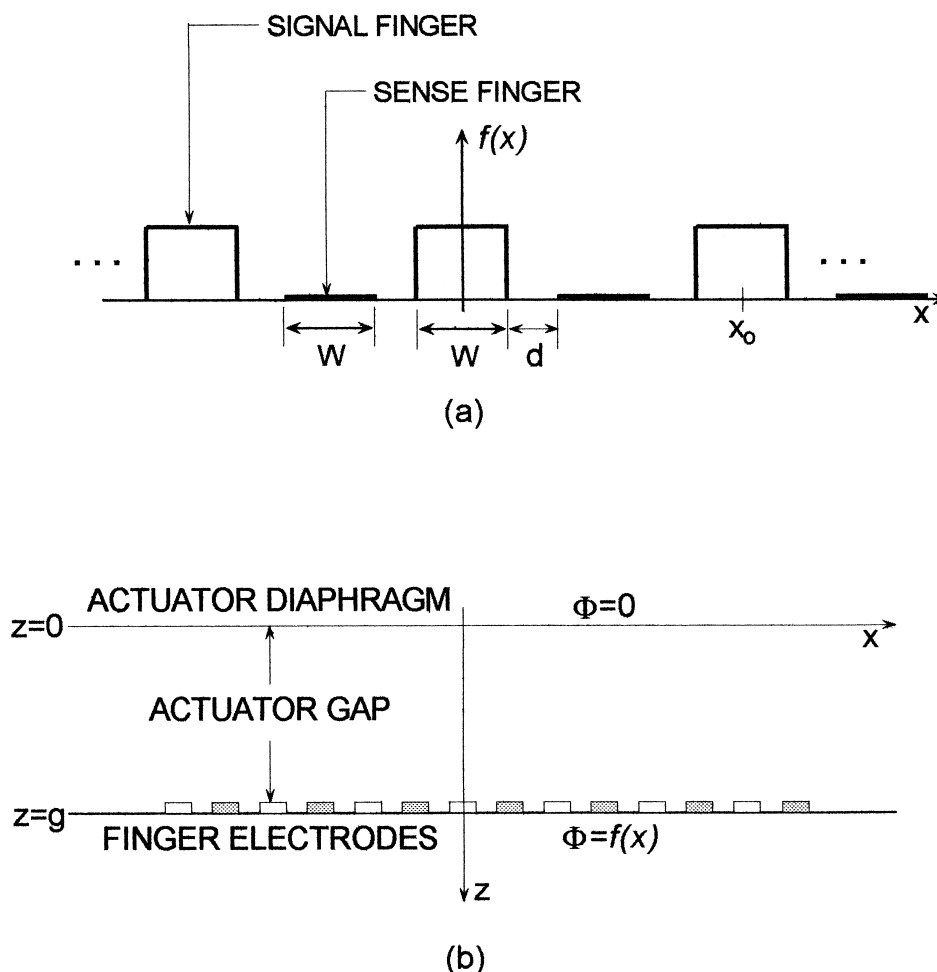 SIGNAL FINGER
SENSE FINGER
f(x)
. . .
. . .
x
W
W
d
x₀
(a)
ACTUATOR DIAPHRAGM
Φ=0
z=0
x
ACTUATOR GAP
z=g
FINGER ELECTRODES
Φ=f(x)
z
(b)